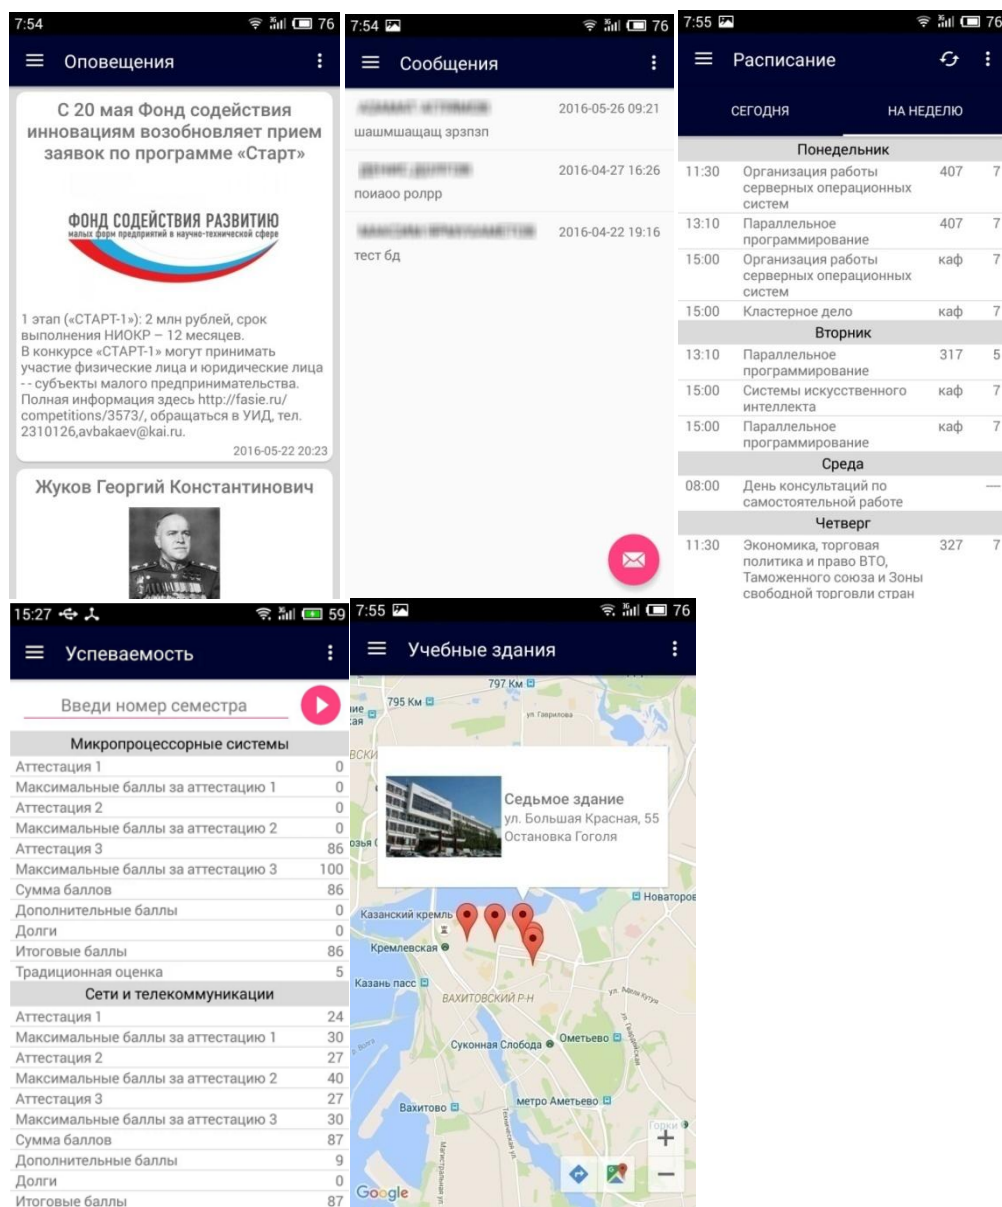 7:54
76
Оповещения
С 20 мая Фонд содействия
инновациям возобновляет прием
заявок по программе «Старт»
ФОНД СОДЕЙСТВИЯ РАЗВИТИЮ
малых форм предприятий в научно-технической сфере
1 этап («СТАРТ-1»): 2 млн рублей, срок
выполнения НИОКР – 12 месяцев.
В конкурсе «СТАРТ-1» могут принимать
участие физические лица и юридические лица
- - субъекты малого предпринимательства.
Полная информация здесь http://fasie.ru/
competitions/3573/, обращаться в УИД, тел.
2310126,avbakaev@kai.ru.
2016-05-22 20:23
Жуков Георгий Константинович
7:54
76
Сообщения
2016-05-26 09:21
шашмшащащ зрзпзп
2016-04-27 16:26
поиаоо ролрр
2016-04-22 19:16
тест бд
7:55
76
Расписание
СЕГОДНЯ НА НЕДЕЛЮ
Понедельник
11:30 Организация работы 407 7
серверных операционных
систем
13:10 Параллельное 407 7
программирование
15:00 Организация работы каф 7
серверных операционных
систем
15:00 Кластерное дело каф 7
Вторник
13:10 Параллельное 317 5
программирование
15:00 Системы искусственного каф 7
интеллекта
15:00 Параллельное каф 7
программирование
Среда
08:00 День консультаций по —
самостоятельной работе
Четверг
11:30 Экономика, торговая 327 7
политика и право ВТО,
Таможенного союза и Зоны
свободной торговли стран
15:27
59
Успеваемость
Введи номер семестра
Микропроцессорные системы
Аттестация 1 0
Максимальные баллы за аттестацию 1 0
Аттестация 2 0
Максимальные баллы за аттестацию 2 0
Аттестация 3 86
Максимальные баллы за аттестацию 3 100
Сумма баллов 86
Дополнительные баллы 0
Долги 0
Итоговые баллы 86
Традиционная оценка 5
Сети и телекоммуникации
Аттестация 1 24
Максимальные баллы за аттестацию 1 30
Аттестация 2 27
Максимальные баллы за аттестацию 2 40
Аттестация 3 27
Максимальные баллы за аттестацию 3 30
Сумма баллов 87
Дополнительные баллы 9
Долги 0
Итоговые баллы 87
7:55
76
Учебные здания
797 Км
795 Км
ул. Гаврилова
Седьмое здание
ул. Большая Красная, 55
Остановка Гоголя
Новаторов
Казанский кремль
Кремлевская
Казань пасс
ВАХИТОВСКИЙ Р-Н
ул. Аделя Кутуя
ул. Гвардейская
Суконная Слобода
Ометьево
Вахитово
метро Аметьево
Техническая ул.
Магистральная ул.
Горки
+
−
Google